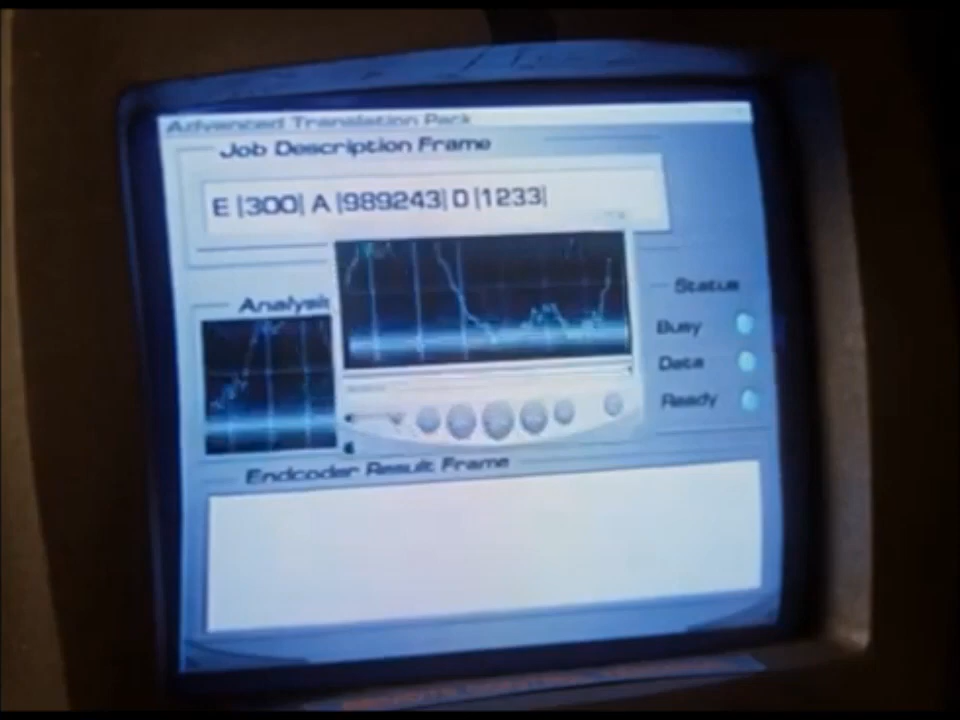 Advanced Translation Pack
Job Description Frame
E |300| A |989243| D |1233|
Analysis
Status
Busy
Data
Ready
Endcoder Result Frame